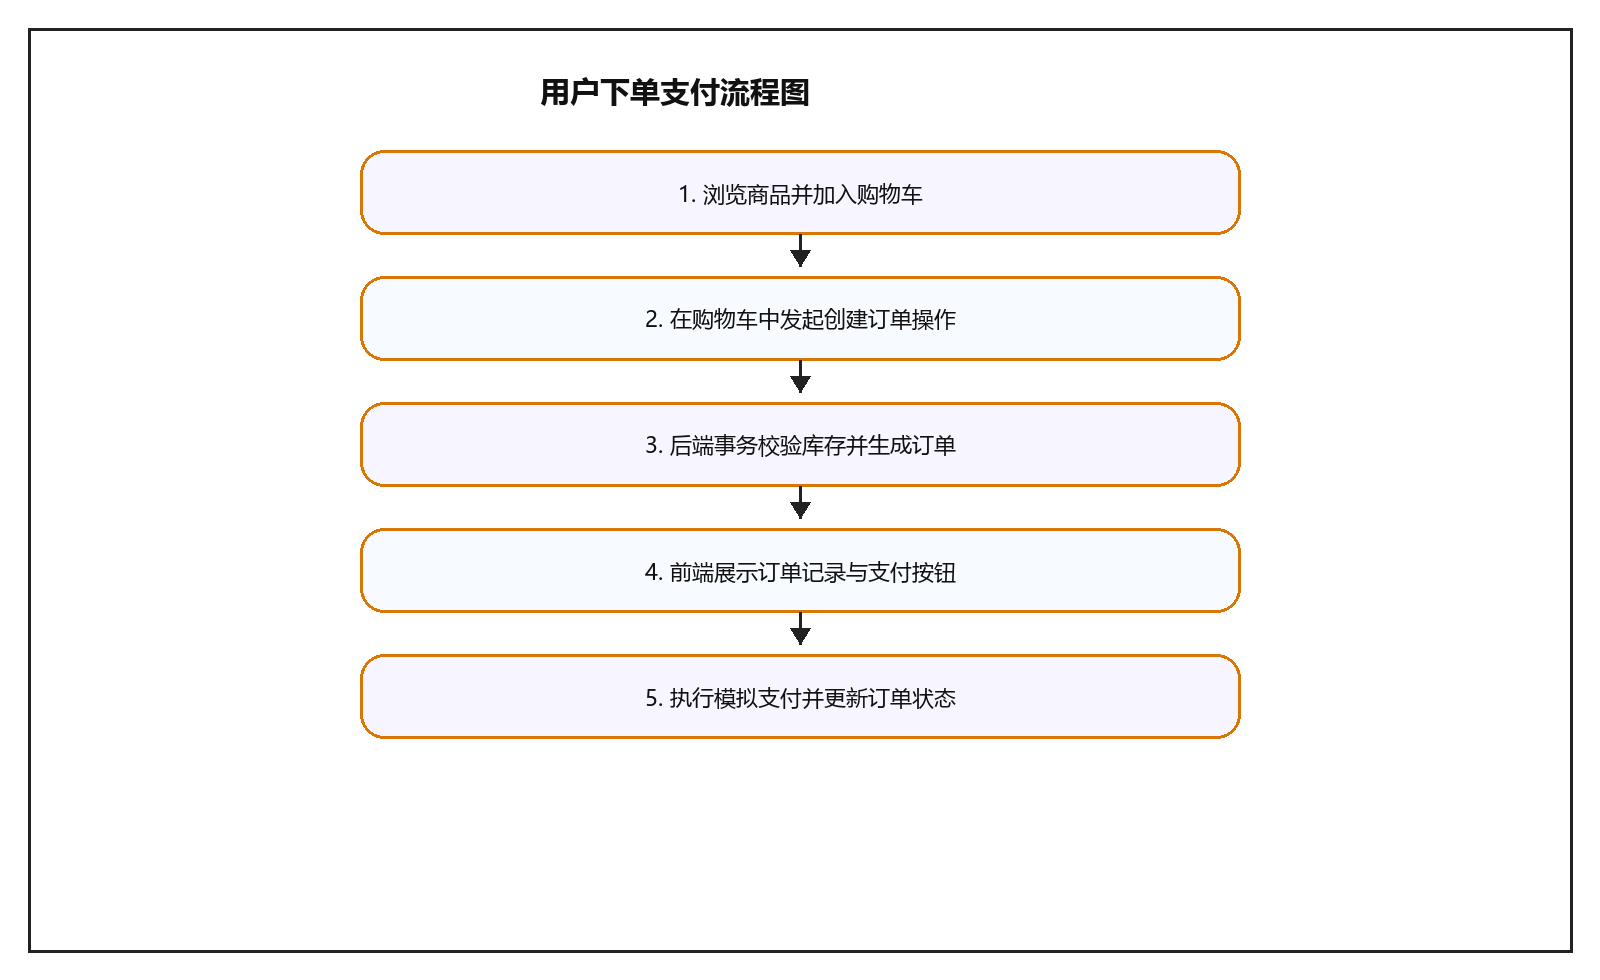 用户下单支付流程图
1. 浏览商品并加入购物车
2. 在购物车中发起创建订单操作
3. 后端事务校验库存并生成订单
4. 前端展示订单记录与支付按钮
5. 执行模拟支付并更新订单状态